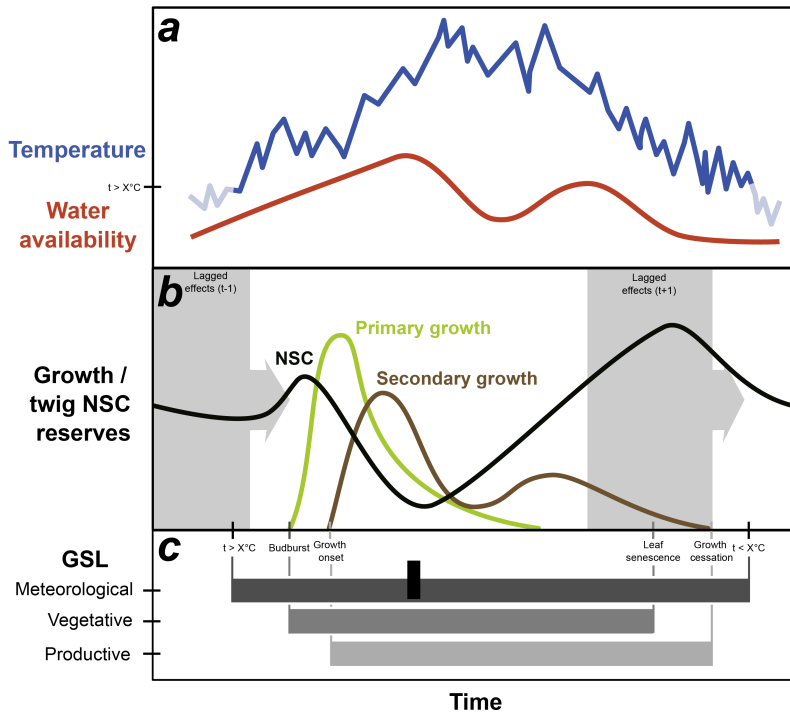 a
Temperature
t > X°C
Water
availability
b
Lagged
effects (t-1)
Lagged
effects (t+1)
Primary growth
NSC
Secondary growth
Growth /
twig NSC
reserves
c
GSL
t > X°C
Budburst
Growth
onset
Leaf
senescence
Growth
cessation
t < X°C
Meteorological
Vegetative
Productive
Time